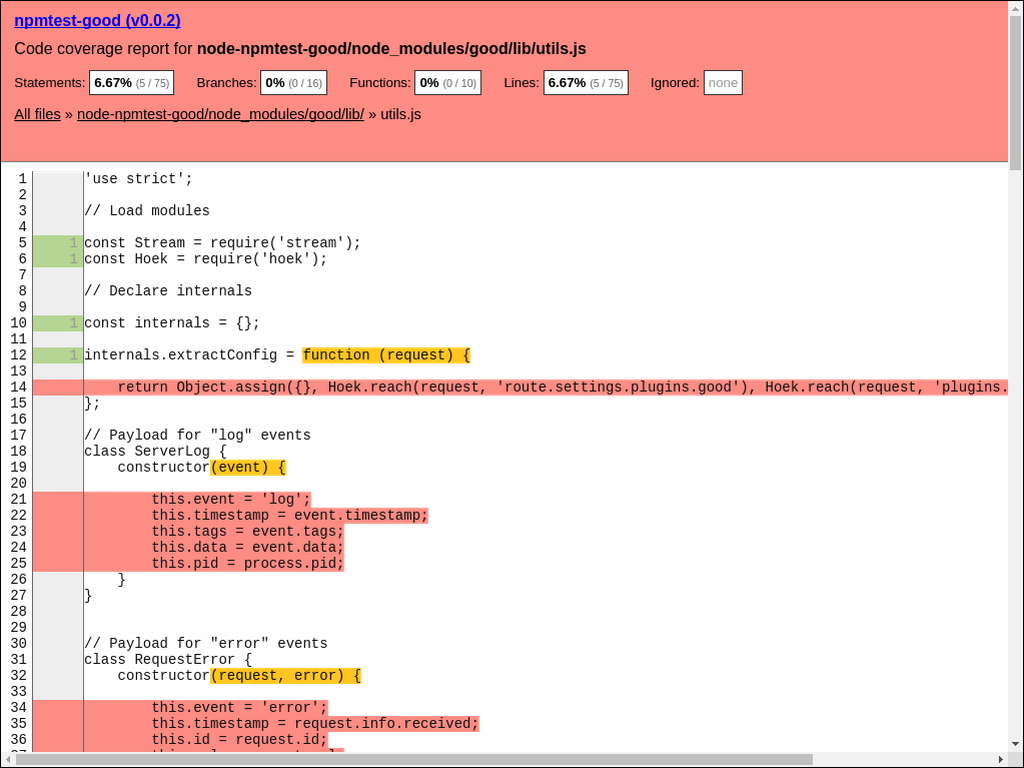 npmtest-good (v0.0.2)
Code coverage report for node-npmtest-good/node_modules/good/lib/utils.js
Statements: 6.67% (5 / 75) Branches: 0% (0 / 16) Functions: 0% (0 / 10) Lines: 6.67% (5 / 75) Ignored: none
All files » node-npmtest-good/node_modules/good/lib/ » utils.js
1 'use strict';
2
3 // Load modules
4
5 1 const Stream = require('stream');
6 1 const Hoek = require('hoek');
7
8 // Declare internals
9
10 1 const internals = {};
11
12 1 internals.extractConfig = function (request) {
13
14     return Object.assign({}, Hoek.reach(request, 'route.settings.plugins.good'), Hoek.reach(request, 'plugins.
15 };
16
17 // Payload for "log" events
18 class ServerLog {
19     constructor(event) {
20
21         this.event = 'log';
22         this.timestamp = event.timestamp;
23         this.tags = event.tags;
24         this.data = event.data;
25         this.pid = process.pid;
26     }
27 }
28
29
30 // Payload for "error" events
31 class RequestError {
32     constructor(request, error) {
33
34         this.event = 'error';
35         this.timestamp = request.info.received;
36         this.id = request.id;